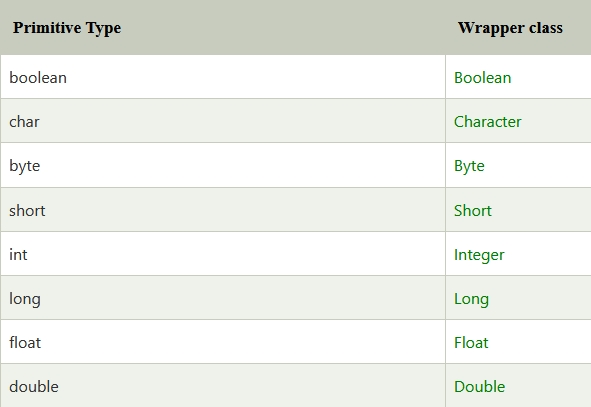 Primitive Type Wrapper class
boolean Boolean
char Character
byte Byte
short Short
int Integer
long Long
float Float
double Double